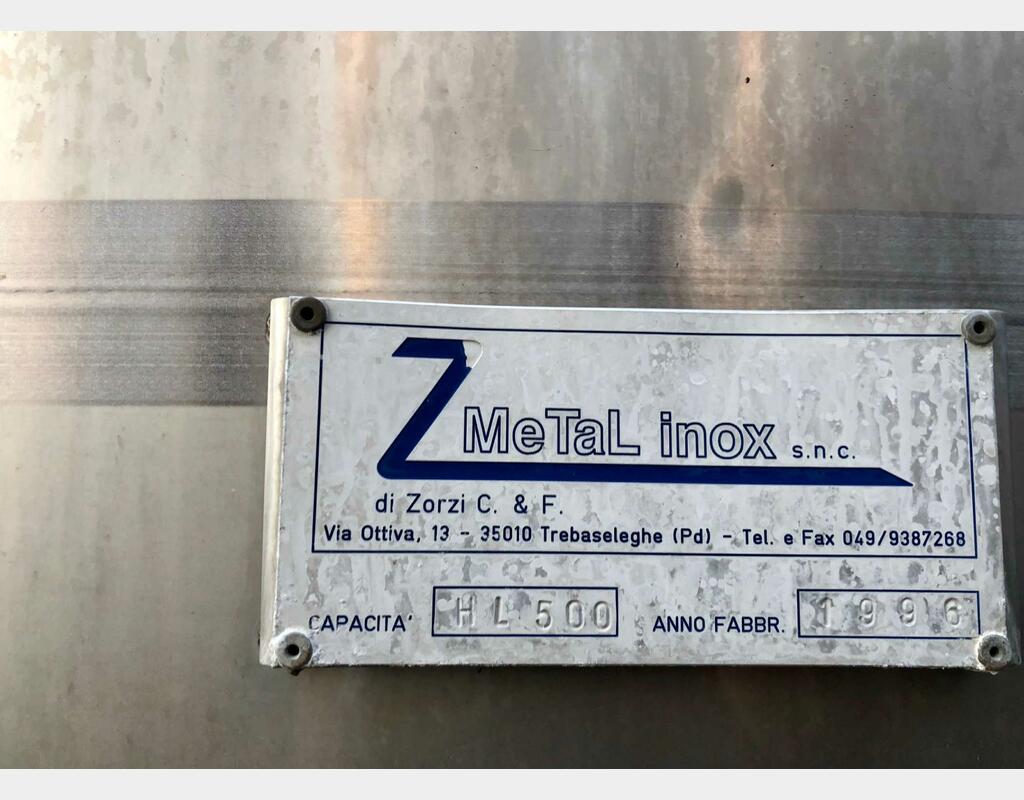 Z MeTaL inox s.n.c.
di Zorzi C. & F.
Via Ottiva, 13 - 35010 Trebaseleghe (Pd) - Tel. e Fax 049/9387268
CAPACITA' HL 500 ANNO FABBR. 1996